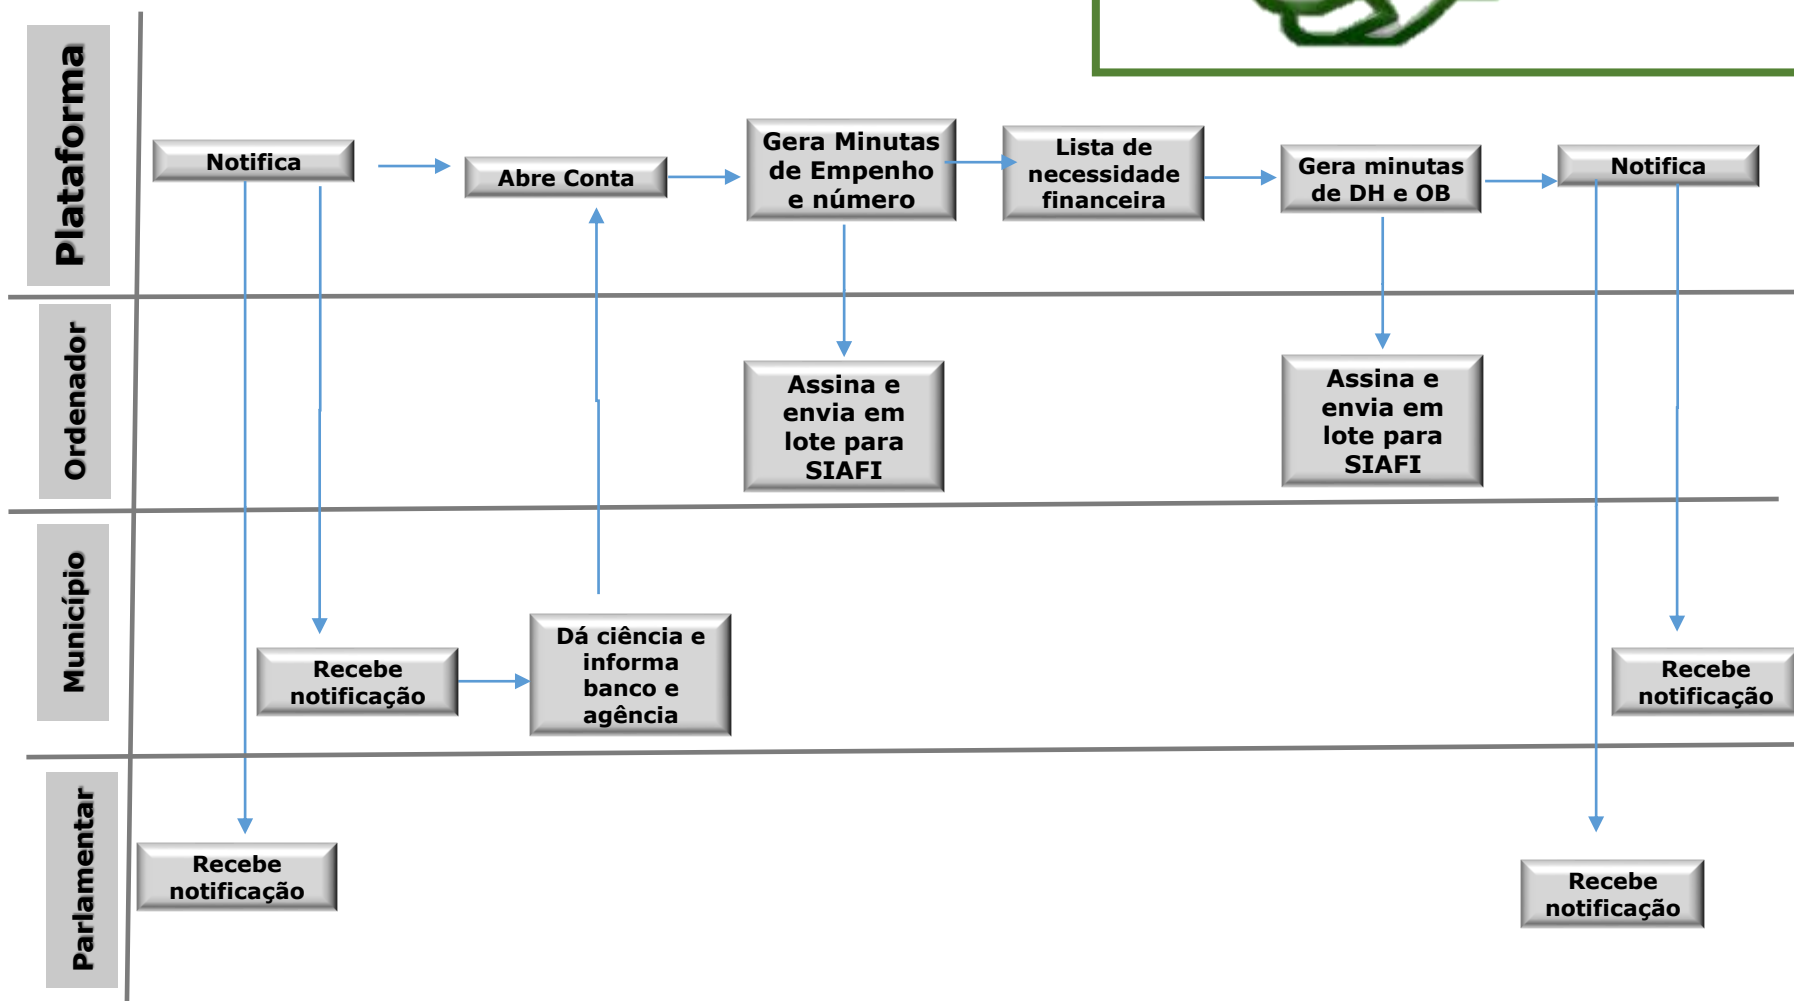 Plataforma
Notifica
Abre Conta
Gera Minutas
de Empenho
e número
Lista de
necessidade
financeira
Gera minutas
de DH e OB
Notifica
Ordenador
Assina e
envia em
lote para
SIAFI
Assina e
envia em
lote para
SIAFI
Município
Recebe
notificação
Dá ciência e
informa
banco e
agência
Recebe
notificação
Parlamentar
Recebe
notificação
Recebe
notificação